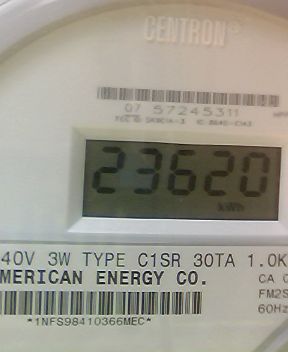 CENTRON®
07 57245311
23620
kWh
40V 3W TYPE C1SR 30TA 1.0K
MERICAN ENERGY CO.
CA
FM2S
60Hz
*1NFS98410366MEC*